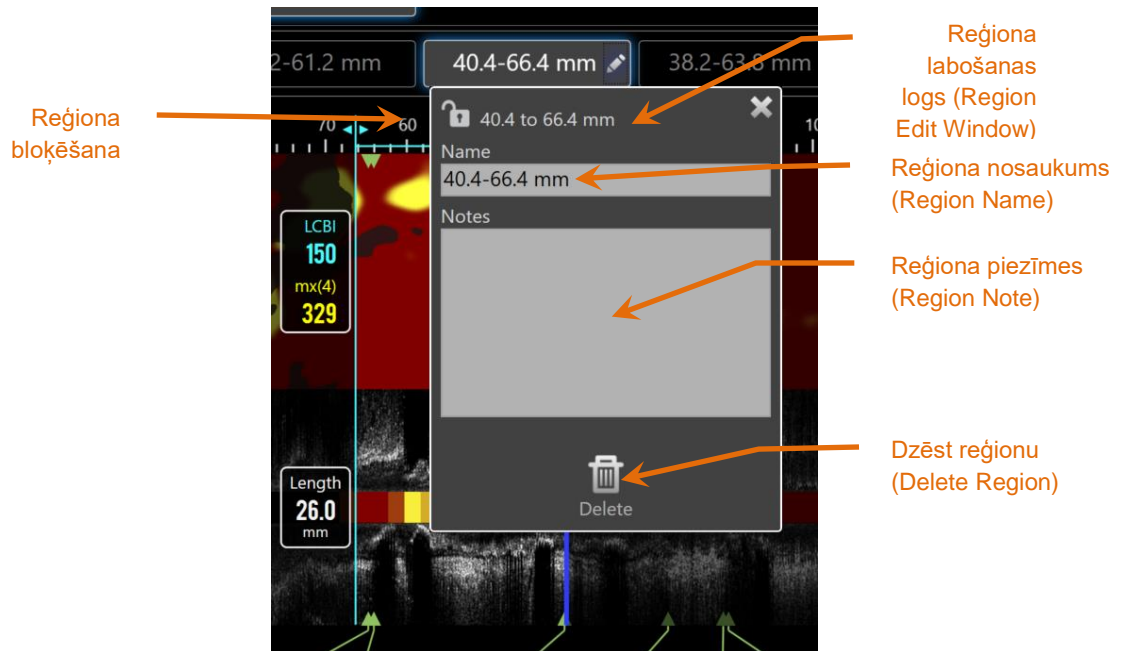 2-61.2 mm
40.4-66.4 mm
38.2-63.8 mm
Reģiona
labošanas
logs (Region
Edit Window)
Reģiona
bloķēšana
70
60
10
40.4 to 66.4 mm
Name
40.4-66.4 mm
Reģiona nosaukums
(Region Name)
Notes
LCBI
150
mx(4)
329
Reģiona piezīmes
(Region Note)
Length
26.0
mm
Delete
Dzēst reģionu
(Delete Region)